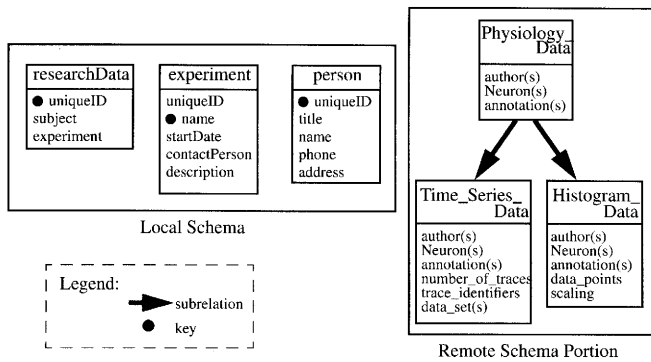 researchData
uniqueID
subject
experiment
experiment
uniqueID
name
startDate
contactPerson
description
person
uniqueID
title
name
phone
address
Local Schema
Legend:
subrelation
key
Physiology_
Data
author(s)
Neuron(s)
annotation(s)
Time_Series_
Data
author(s)
Neuron(s)
annotation(s)
number_of_traces
trace_identifiers
data_set(s)
Histogram_
Data
author(s)
Neuron(s)
annotation(s)
data_points
scaling
Remote Schema Portion